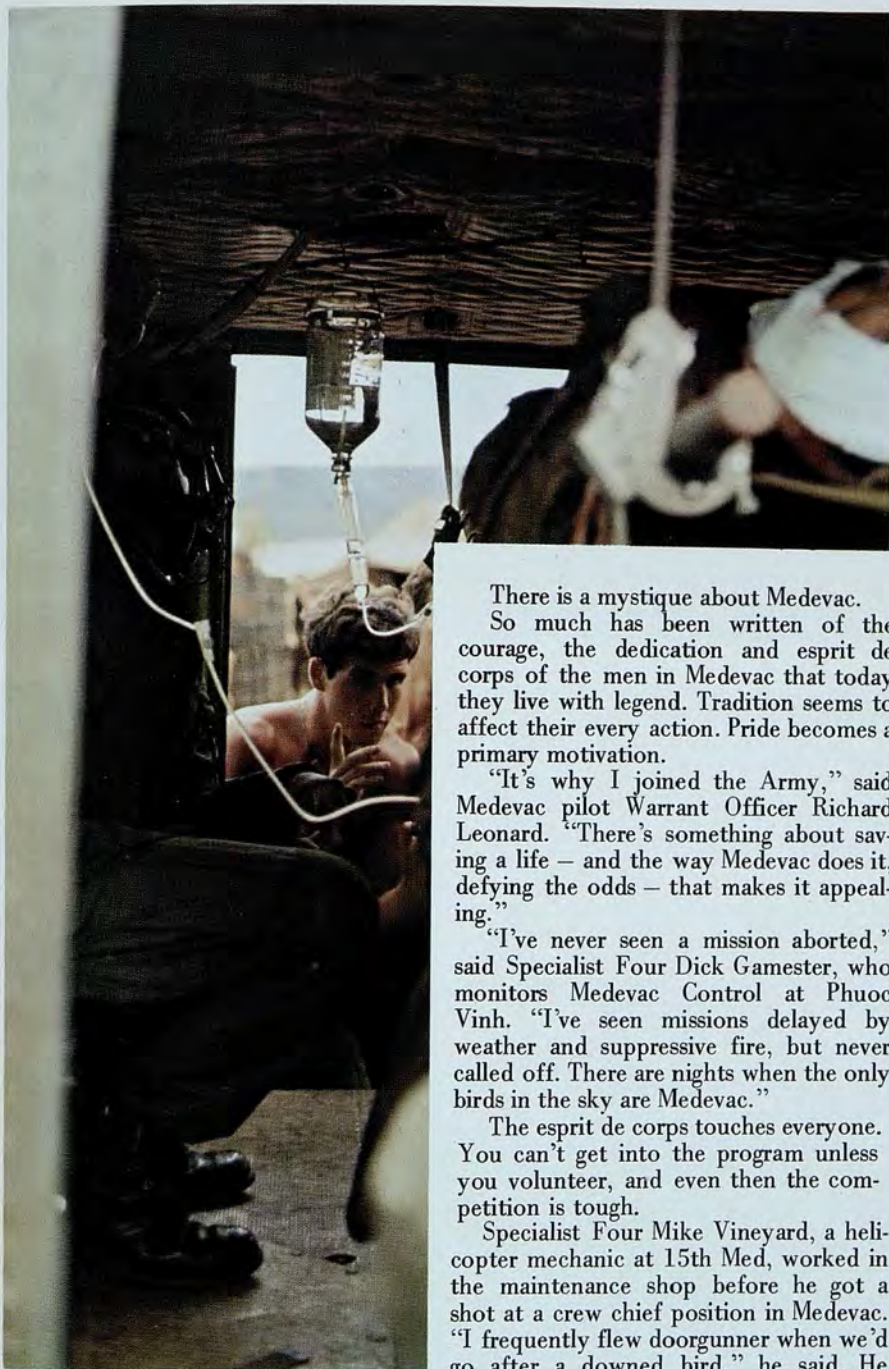 There is a mystique about Medevac.
So much has been written of the
courage, the dedication and esprit de
corps of the men in Medevac that today
they live with legend. Tradition seems to
affect their every action. Pride becomes a
primary motivation.
“It's why I joined the Army,” said
Medevac pilot Warrant Officer Richard
Leonard. “There's something about sav-
ing a life – and the way Medevac does it,
defying the odds – that makes it appeal-
ing.”
“I've never seen a mission aborted,”
said Specialist Four Dick Gamester, who
monitors Medevac Control at Phuoc
Vinh. “I've seen missions delayed by
weather and suppressive fire, but never
called off. There are nights when the only
birds in the sky are Medevac.”
The esprit de corps touches everyone.
You can't get into the program unless
you volunteer, and even then the com-
petition is tough.
Specialist Four Mike Vineyard, a heli-
copter mechanic at 15th Med, worked in
the maintenance shop before he got a
shot at a crew chief position in Medevac.
“I frequently flew doorgunner when we'd
go after a downed bird,” he said. He